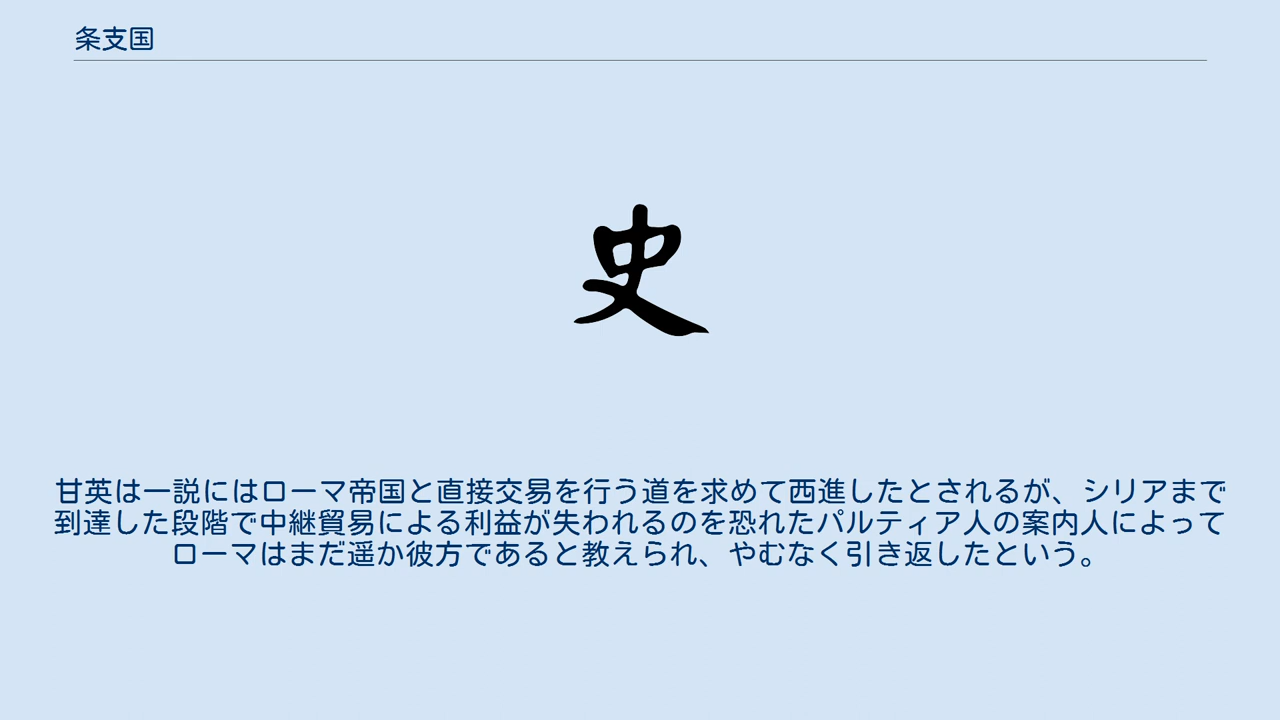 条支国
史
甘英は一説にはローマ帝国と直接交易を行う道を求めて西進したとされるが、シリアまで
到達した段階で中継貿易による利益が失われるのを恐れたパルティア人の案内人によって
ローマはまだ遥か彼方であると教えられ、やむなく引き返したという。